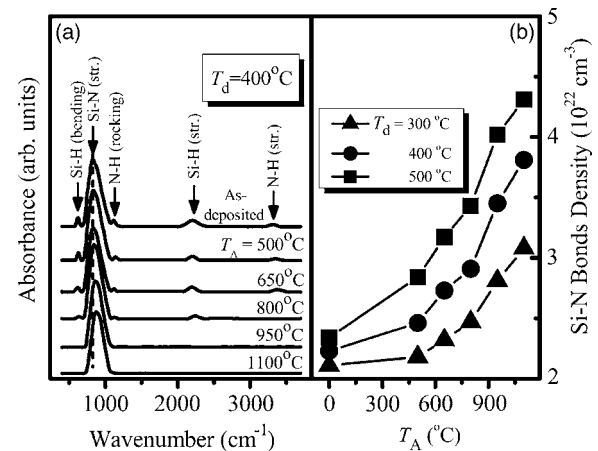 (a)
T_d=400°C
Si-H (bending)
Si-N (str.)
N-H (rocking)
Si-H (str.)
N-H (str.)
As-
deposited
T_A = 500°C
650°C
800°C
950°C
1100°C
Absorbance (arb. units)
1000 2000 3000
Wavenumber (cm⁻¹)
(b)
T_d = 300 °C
400 °C
500 °C
5
4
3
2
Si-N Bonds Density (10²² cm⁻³)
0 300 600 900
T_A (°C)